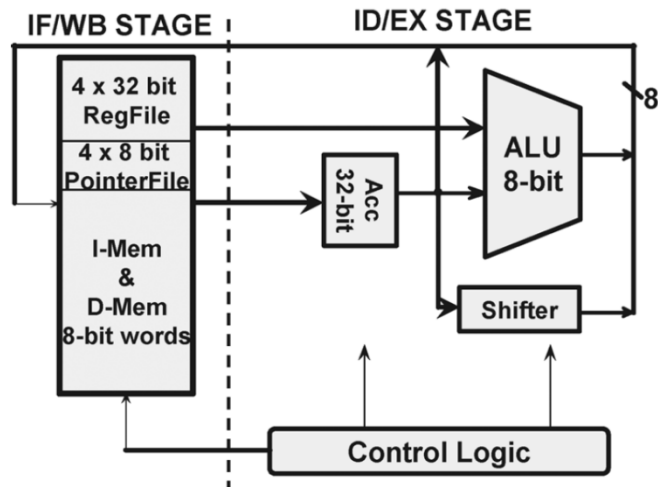 IF/WB STAGE
ID/EX STAGE
4 x 32 bit
RegFile
4 x 8 bit
PointerFile
I-Mem
&
D-Mem
8-bit words
Acc
32-bit
ALU
8-bit
8
Shifter
Control Logic